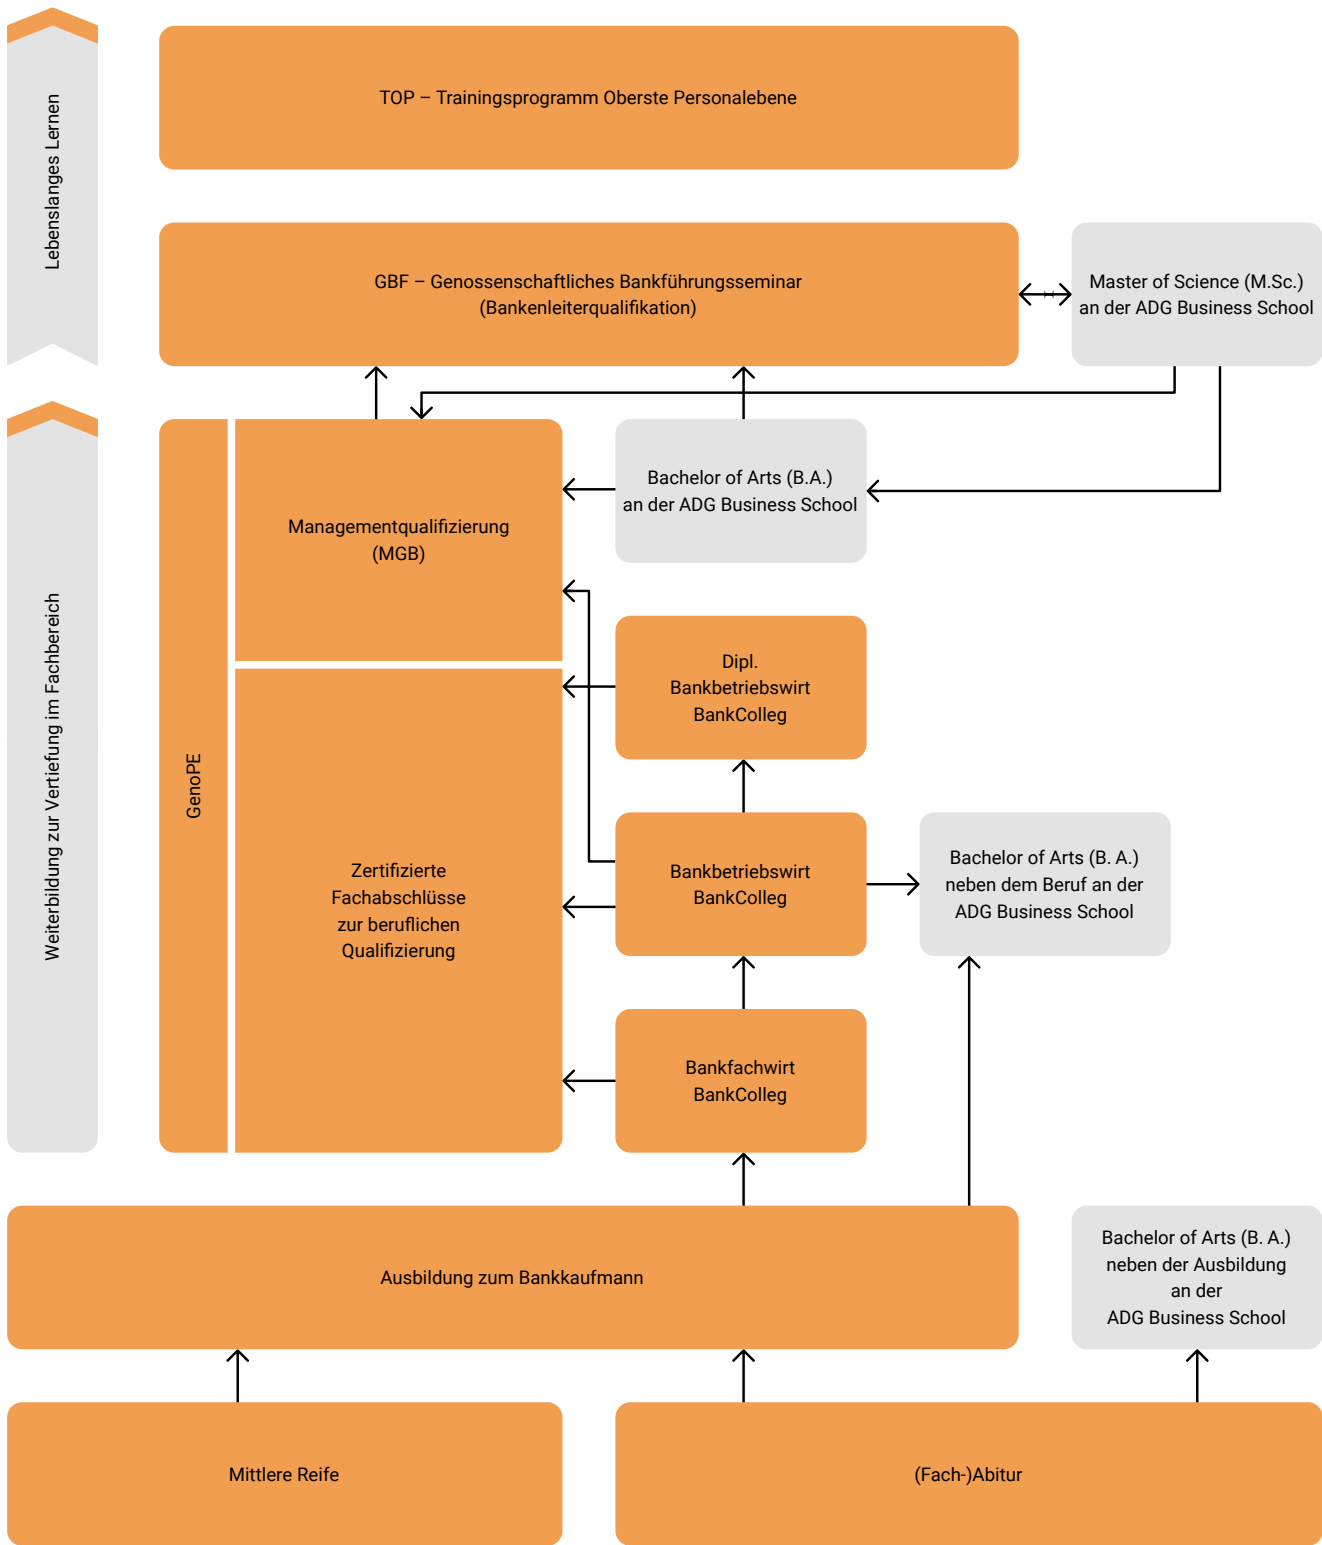 Lebenslanges Lernen
TOP – Trainingsprogramm Oberste Personalebene
GBF – Genossenschaftliches Bankführungsseminar
(Bankenleiterqualifikation)
Master of Science (M.Sc.)
an der ADG Business School
Weiterbildung zur Vertiefung im Fachbereich
GenoPE
Managementqualifizierung
(MGB)
Bachelor of Arts (B.A.)
an der ADG Business School
Dipl.
Bankbetriebswirt
BankColleg
Zertifizierte
Fachabschlüsse
zur beruflichen
Qualifizierung
Bankbetriebswirt
BankColleg
Bachelor of Arts (B. A.)
neben dem Beruf an der
ADG Business School
Bankfachwirt
BankColleg
Ausbildung zum Bankkaufmann
Bachelor of Arts (B. A.)
neben der Ausbildung
an der
ADG Business School
Mittlere Reife
(Fach-)Abitur